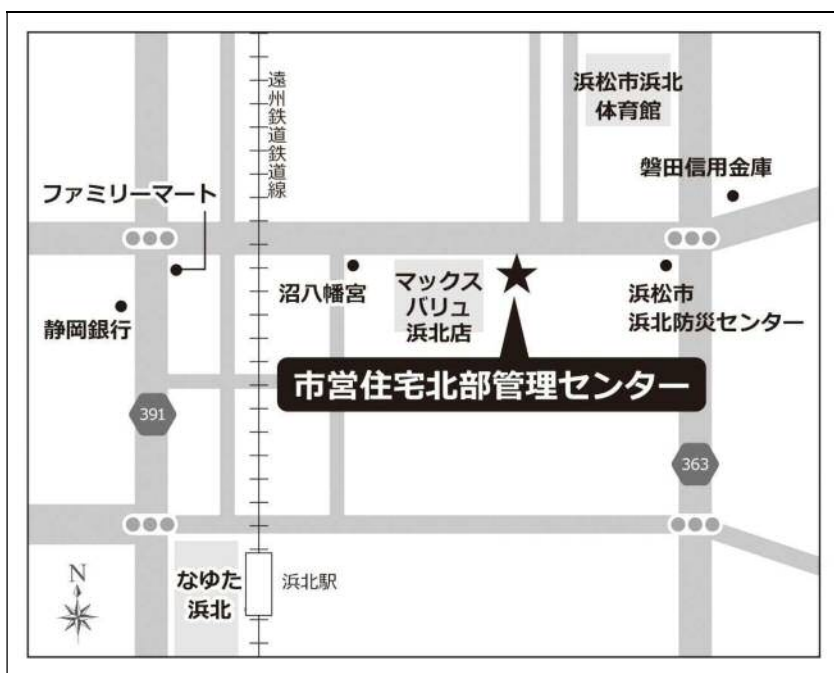 遠州鉄道鉄道線
浜松市浜北
体育館
磐田信用金庫
ファミリーマート
沼八幡宮
マックス
バリュ
浜北店
浜松市
浜北防災センター
静岡銀行
市営住宅北部管理センター
391
363
N
なゆた
浜北
浜北駅